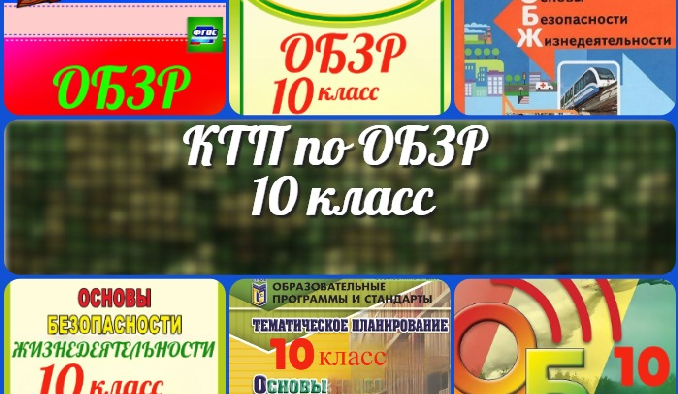 ФГОС
ОБЗР
ОБЗР
10 класс
Б езопасности
Ж изнедеятельности
КТП по ОБЗР
10 класс
ОСНОВЫ
БЕЗОПАСНОСТИ
ЖИЗНЕДЕЯТЕЛЬНОСТИ
10 класс
ОБРАЗОВАТЕЛЬНЫЕ
ПРОГРАММЫ И СТАНДАРТЫ
ТЕМАТИЧЕСКОЕ ПЛАНИРОВАНИЕ
10 класс
Основы
ОБ 10